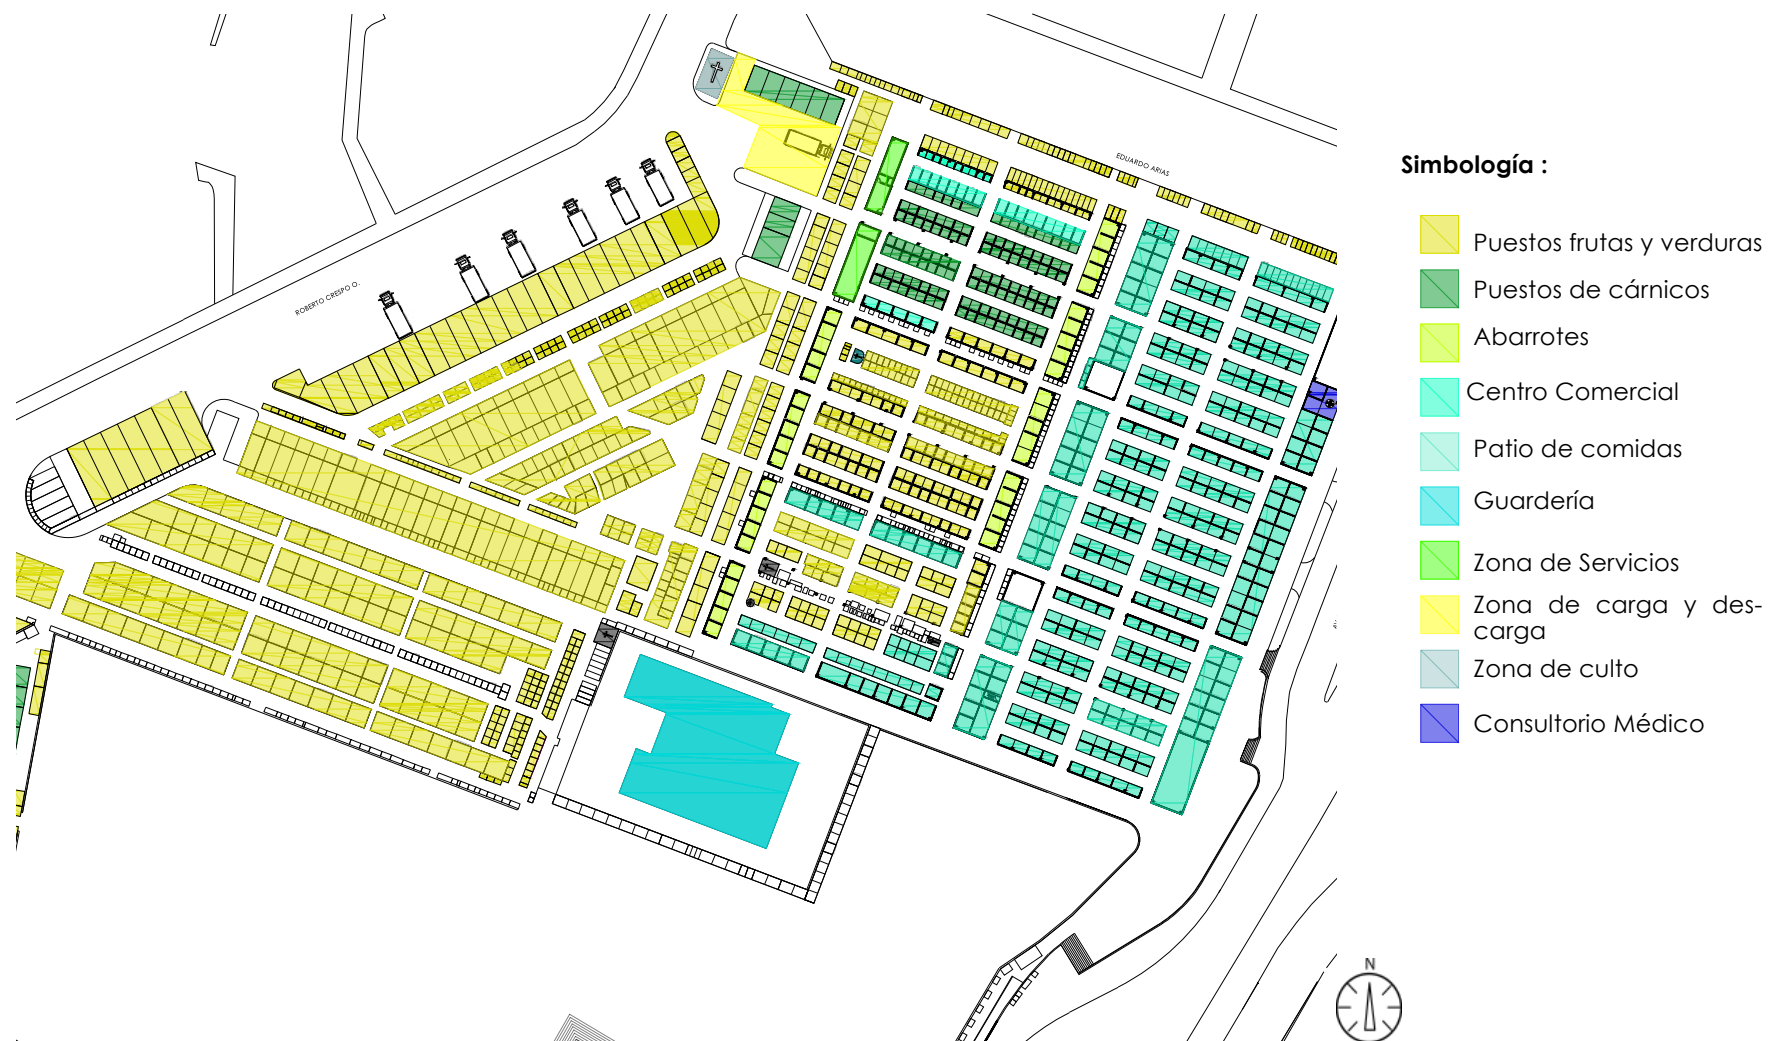 EDUARDO ARIAS
ROBERTO CRESPO O.
Simbología :
Puestos frutas y verduras
Puestos de cárnicos
Abarrotes
Centro Comercial
Patio de comidas
Guardería
Zona de Servicios
Zona de carga y des-
carga
Zona de culto
Consultorio Médico
N